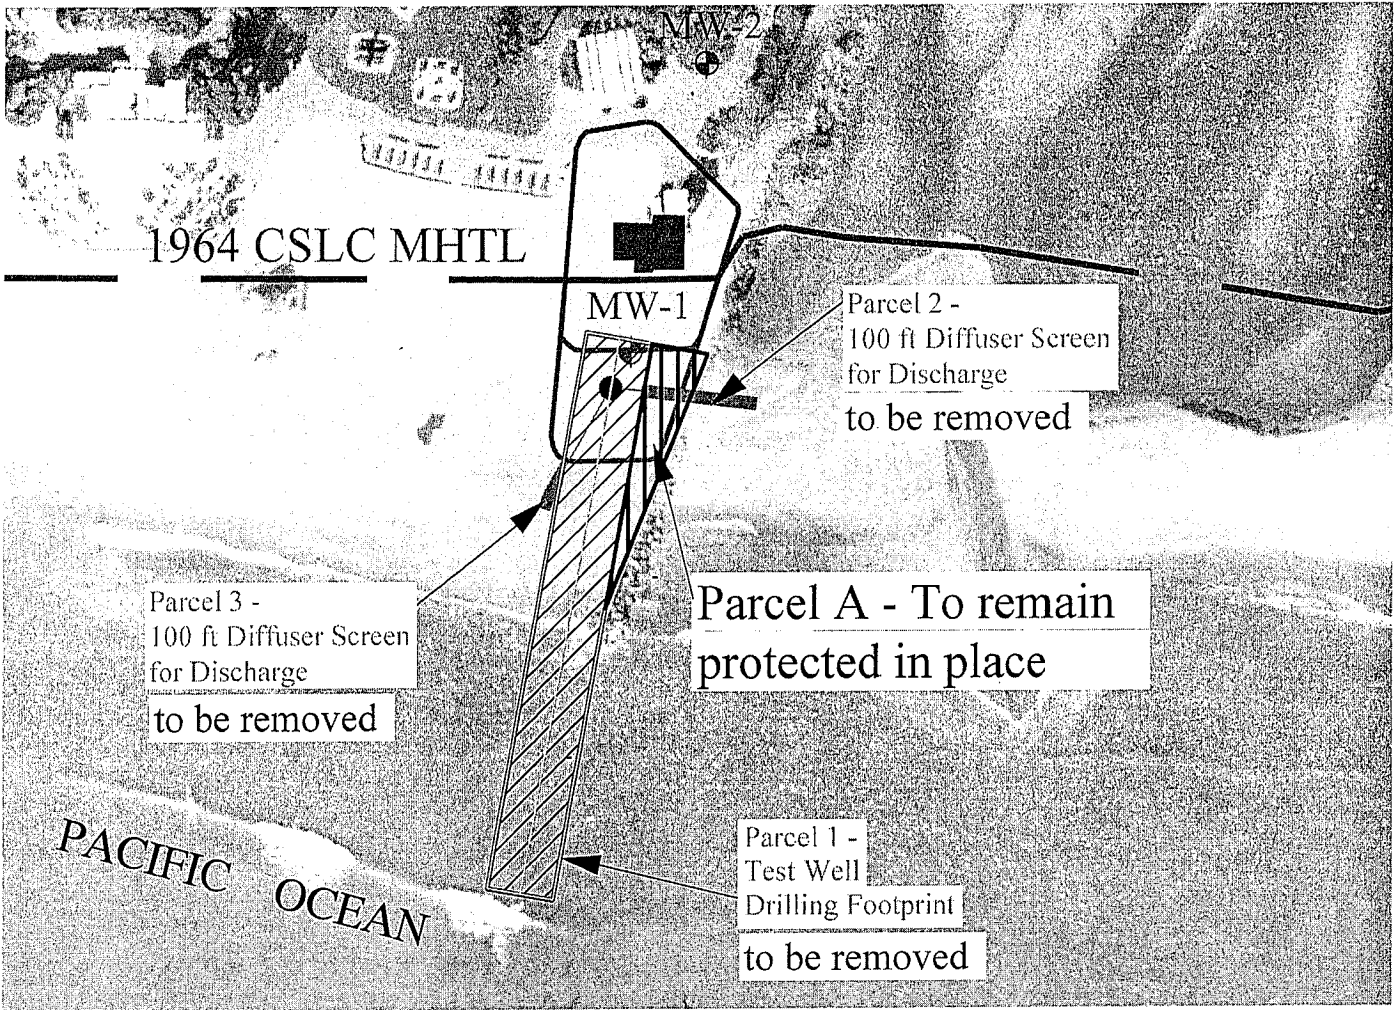 MW-2
1964 CSLC MHTL
MW-1
Parcel 2 -
100 ft Diffuser Screen
for Discharge
to be removed
Parcel 3 -
100 ft Diffuser Screen
for Discharge
to be removed
Parcel A - To remain
protected in place
PACIFIC OCEAN
Parcel 1 -
Test Well
Drilling Footprint
to be removed